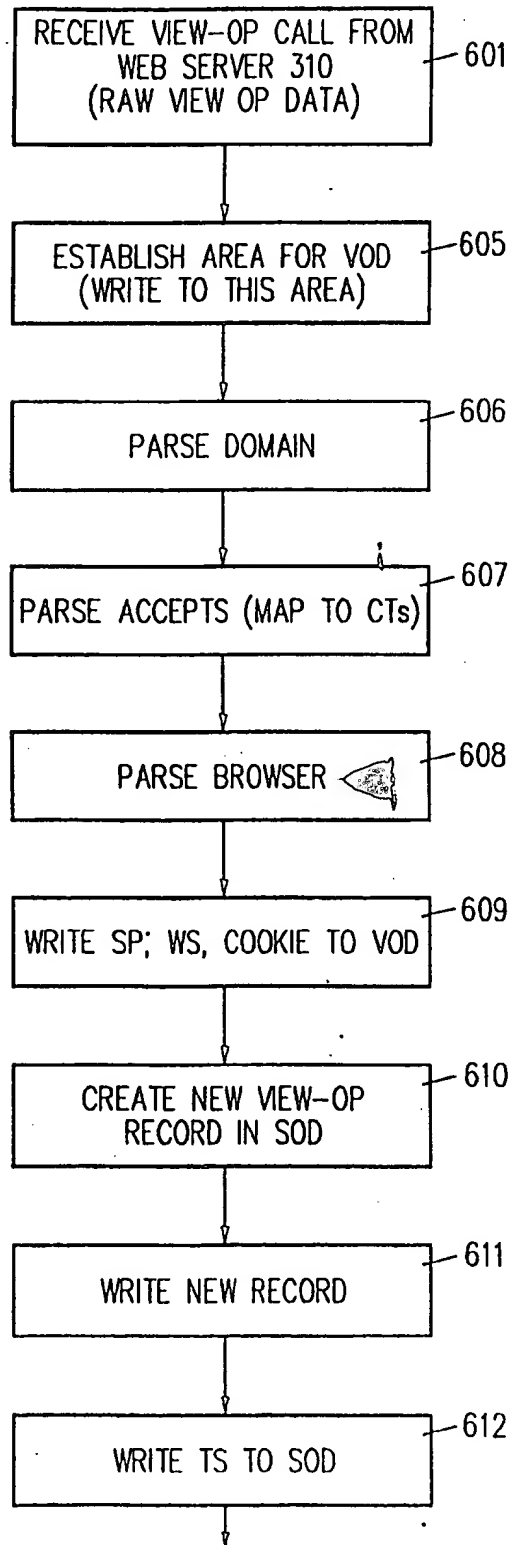 RECEIVE VIEW-OP CALL FROM
WEB SERVER 310
(RAW VIEW OP DATA)
601
ESTABLISH AREA FOR VOD
(WRITE TO THIS AREA)
605
PARSE DOMAIN
606
PARSE ACCEPTS (MAP TO CTs)
607
PARSE BROWSER
608
WRITE SP; WS, COOKIE TO VOD
609
CREATE NEW VIEW-OP
RECORD IN SOD
610
WRITE NEW RECORD
611
WRITE TS TO SOD
612